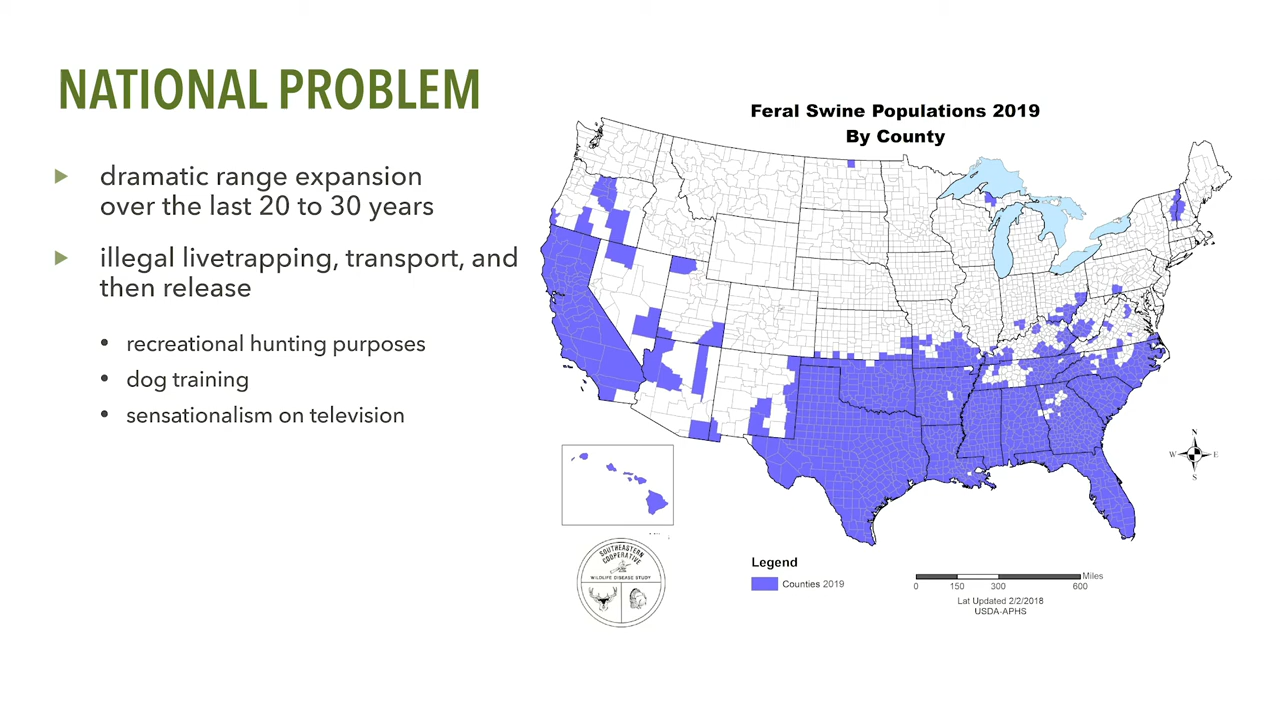 NATIONAL PROBLEM
dramatic range expansion
over the last 20 to 30 years
illegal livetrapping, transport, and
then release
• recreational hunting purposes
• dog training
• sensationalism on television
Feral Swine Populations 2019
By County
N
W E
S
SOUTHEASTERN
COOPERATIVE
WILDLIFE DISEASE STUDY
Legend
Counties 2019
Miles
0 150 300 600
Lat Updated 2/2/2018
USDA-APHS